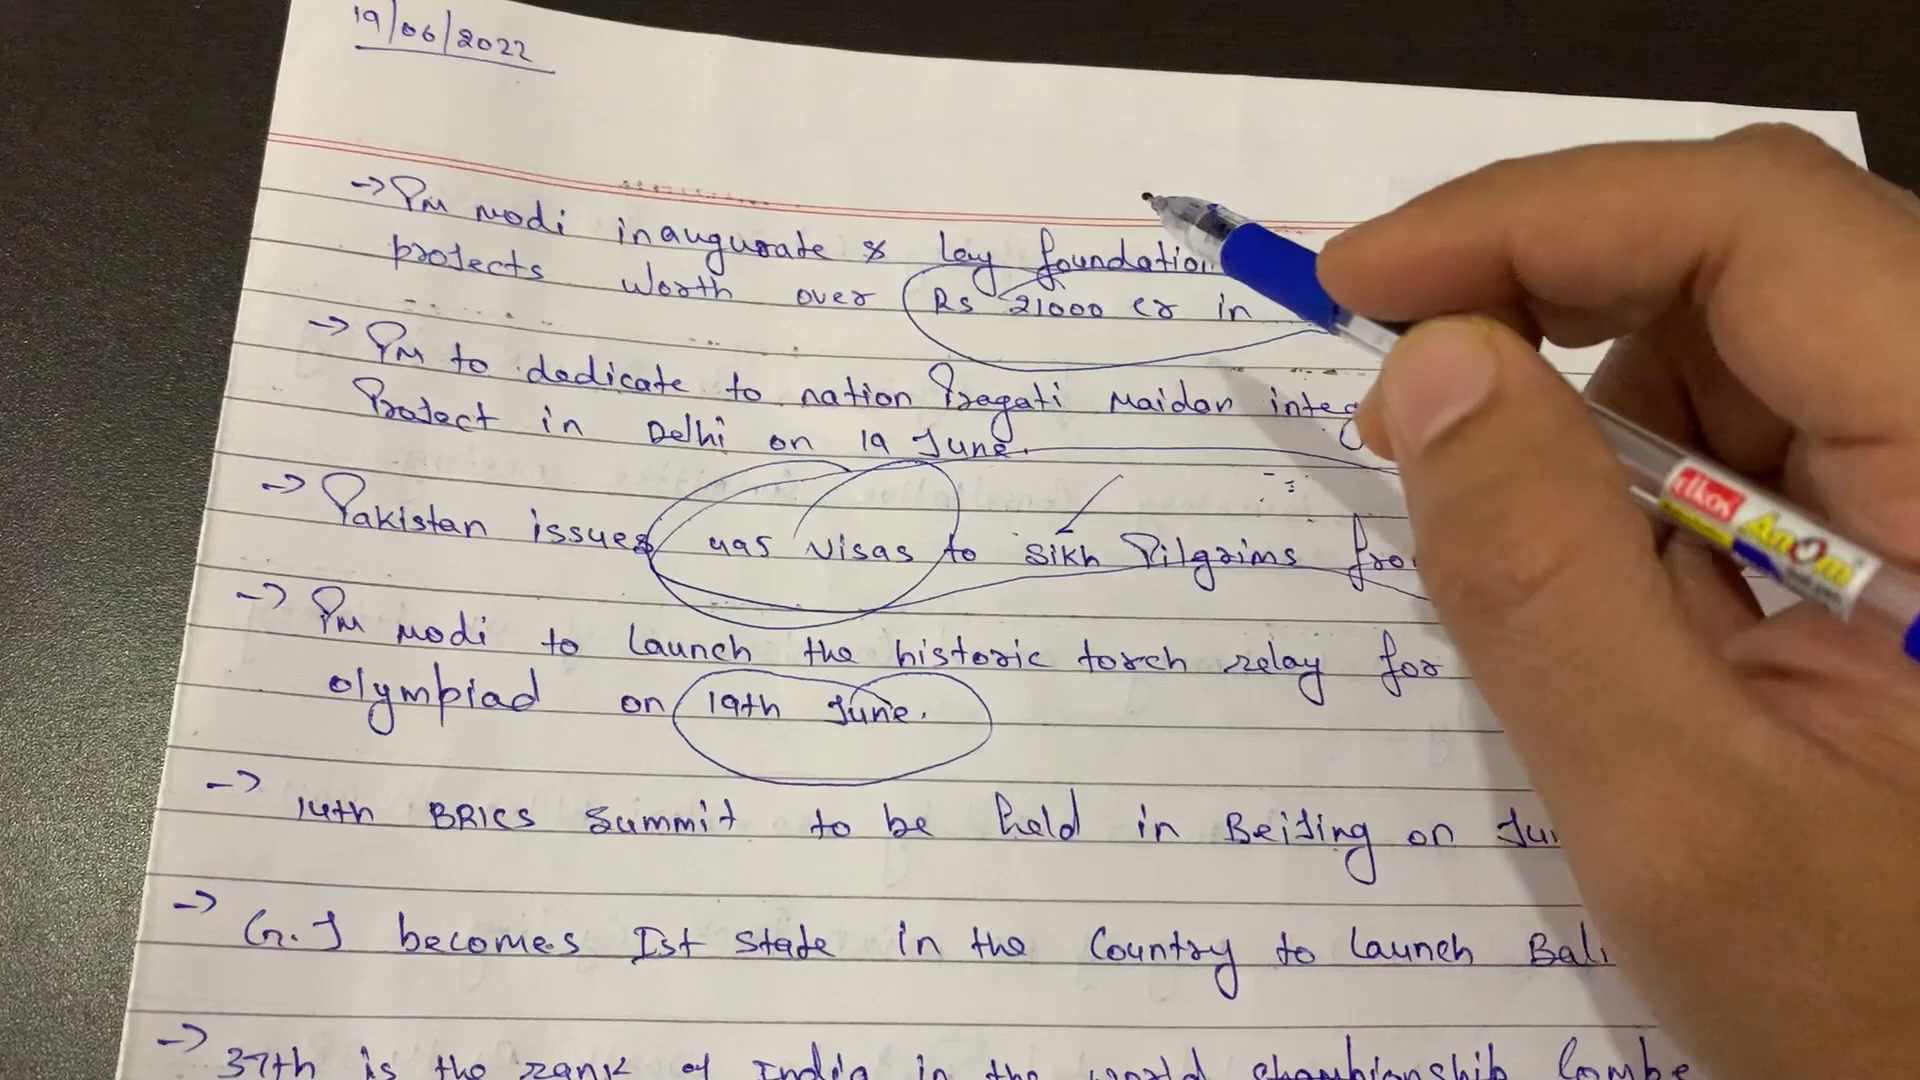 19/06/2022
→ PM modi inaugurate & lay foundation
projects worth over Rs 21000 cr in
→ PM to dedicate to nation Pragati Maidan integ
Project in Delhi on 19 June.
→ Pakistan issues 495 visas to Sikh Pilgrims fro
→ PM modi to launch the historic torch relay for
olympiad on 19th June.
→ 14th BRICS Summit to be held in Beijing on Ju
→ G.J becomes Ist state in the Country to launch Bal
→ 37th is the rank of India in the world championship Compe
elkos
Anom